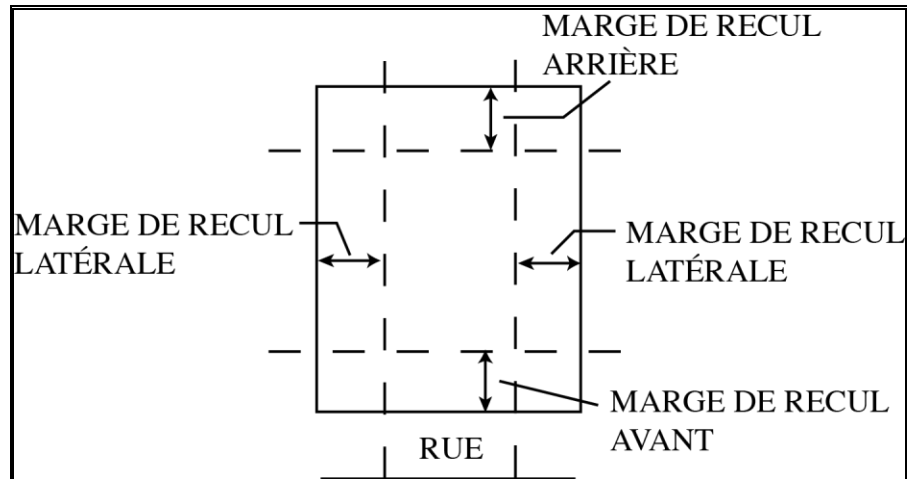 MARGE DE RECUL
ARRIÈRE
MARGE DE RECUL
LATÉRALE
MARGE DE RECUL
LATÉRALE
MARGE DE RECUL
AVANT
RUE